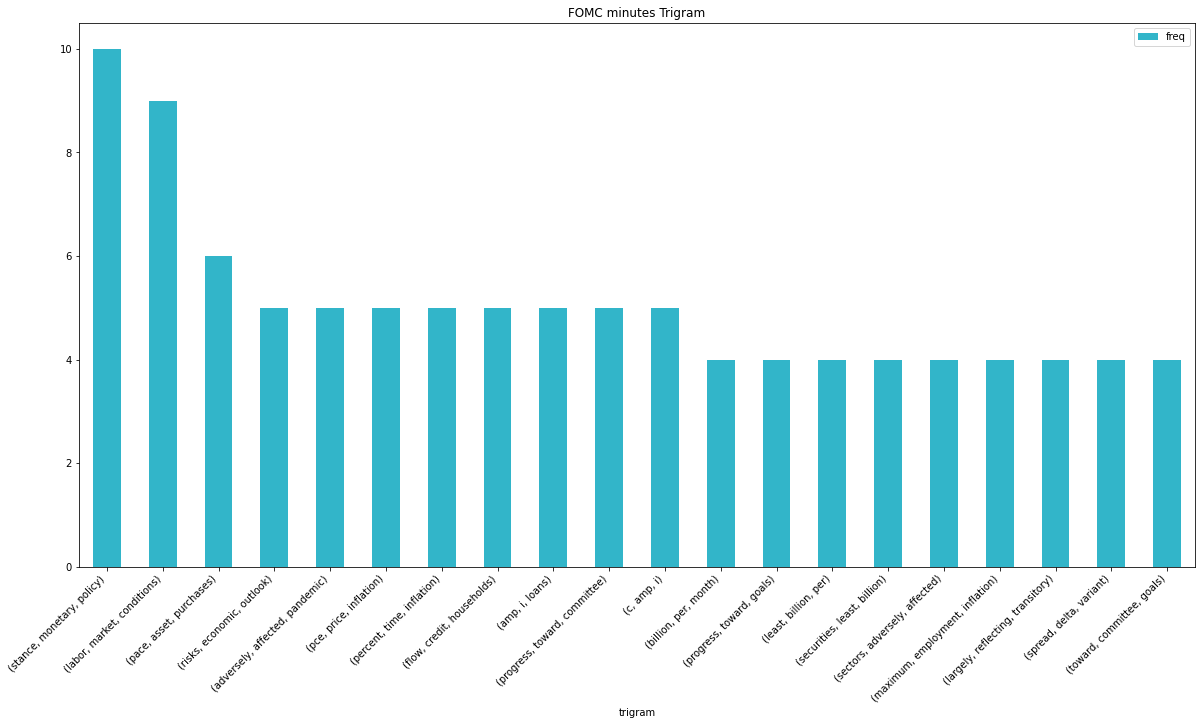 FOMC minutes Trigram
freq
10
8
6
4
2
0
(stance, monetary, policy)
(labor, market, conditions)
(pace, asset, purchases)
(risks, economic, outlook)
(adversely, affected, pandemic)
(pce, price, inflation)
(percent, time, inflation)
(flow, credit, households)
(amp, i, loans)
(progress, toward, committee)
(c, amp, i)
(billion, per, month)
(progress, toward, goals)
(least, billion, per)
(securities, least, billion)
(sectors, adversely, affected)
(maximum, employment, inflation)
(largely, reflecting, transitory)
(spread, delta, variant)
(toward, committee, goals)
trigram